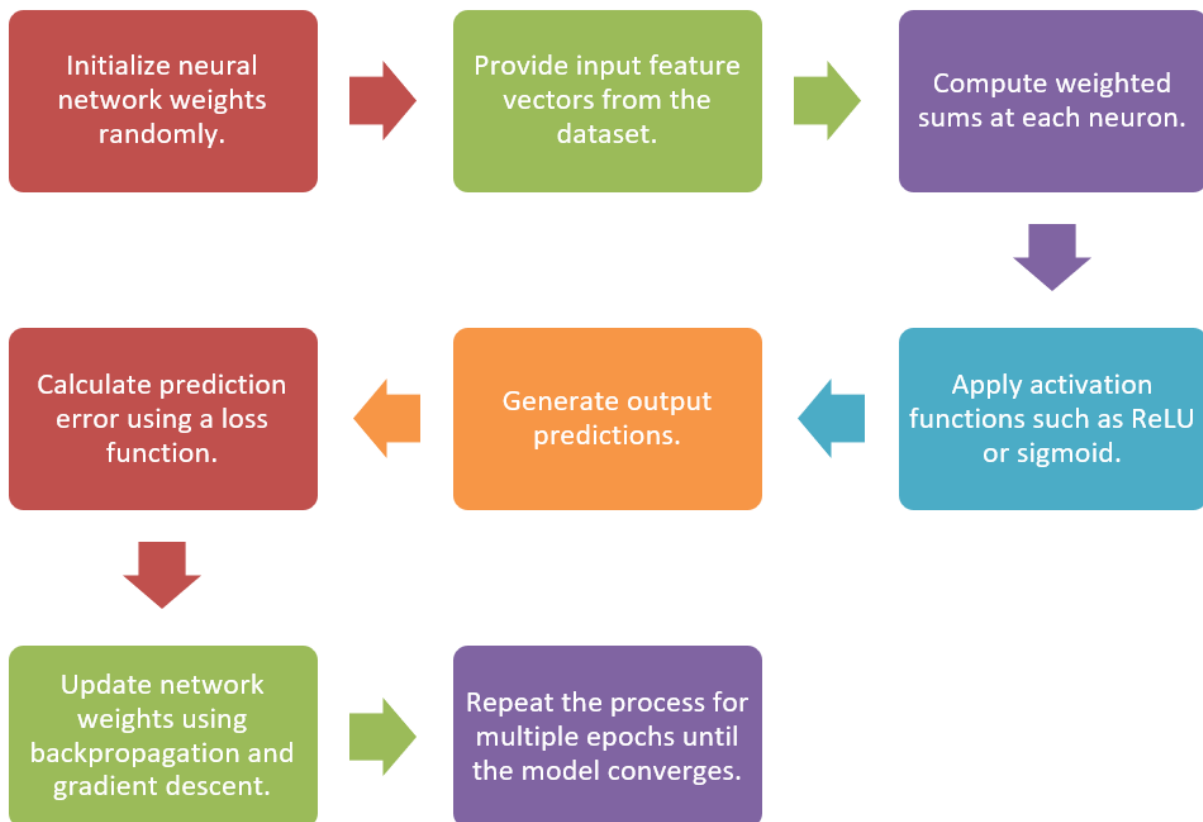 Initialize neural
network weights
randomly.
Provide input feature
vectors from the
dataset.
Compute weighted
sums at each neuron.
Apply activation
functions such as ReLU
or sigmoid.
Generate output
predictions.
Calculate prediction
error using a loss
function.
Update network
weights using
backpropagation and
gradient descent.
Repeat the process for
multiple epochs until
the model converges.